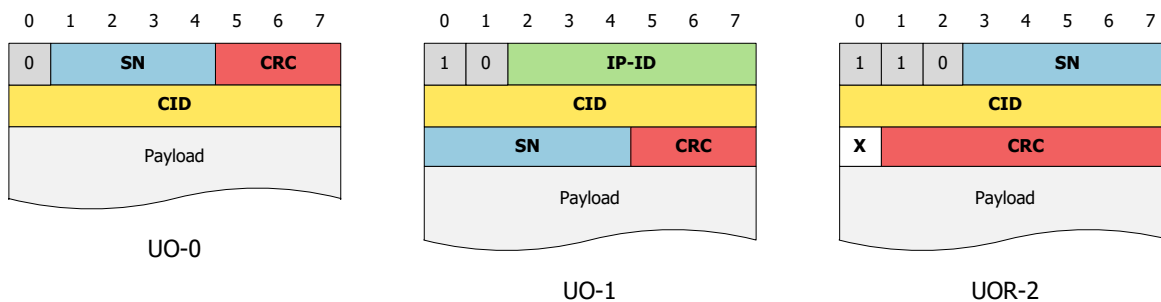 0 1 2 3 4 5 6 7
0 SN CRC
CID
Payload
UO-0
0 1 2 3 4 5 6 7
1 0 IP-ID
CID
SN CRC
Payload
UO-1
0 1 2 3 4 5 6 7
1 1 0 SN
CID
X CRC
Payload
UOR-2